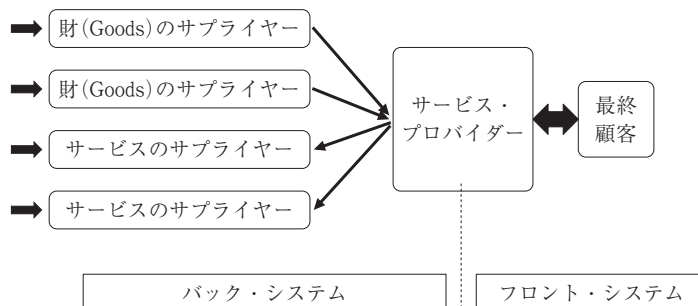 財(Goods)のサプライヤー
財(Goods)のサプライヤー
サービスのサプライヤー
サービスのサプライヤー
サービス・
プロバイダー
最終
顧客
バック・システム
フロント・システム